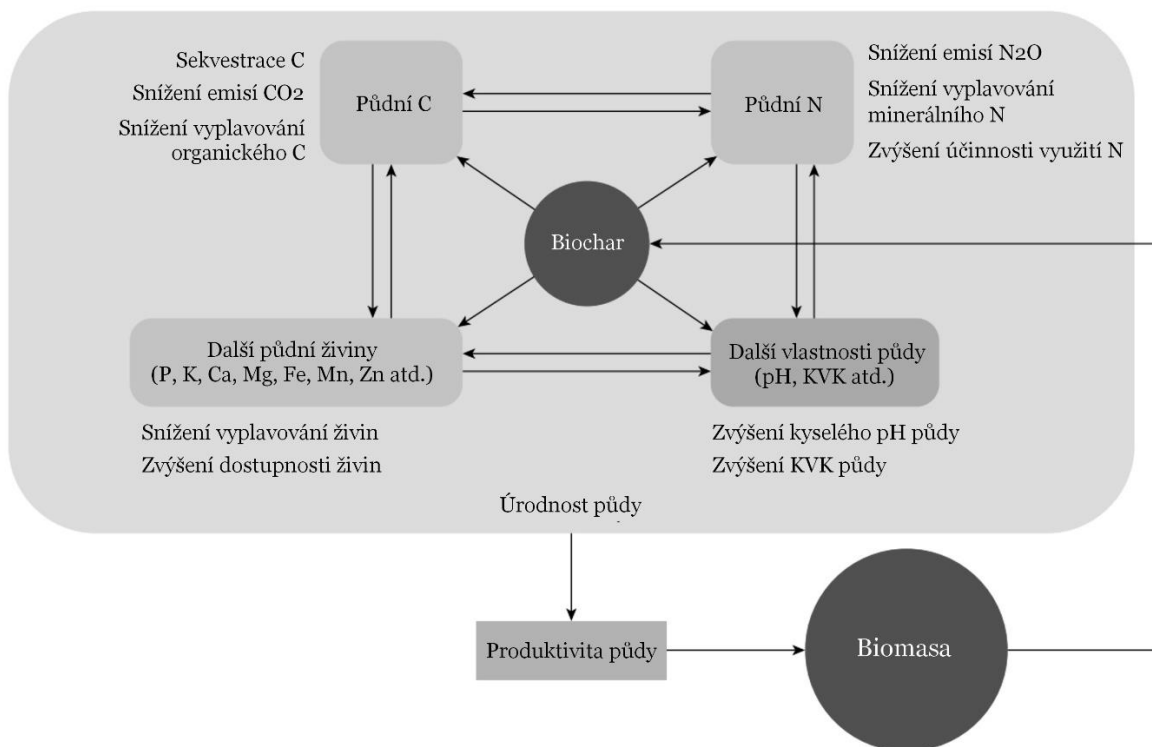 Sekvestrace C
Snížení emisí CO2
Snížení vyplavování
organického C
Půdní C
Půdní N
Snížení emisí N2O
Snížení vyplavování
minerálního N
Zvýšení účinnosti využití N
Biochar
Další půdní živiny
(P, K, Ca, Mg, Fe, Mn, Zn atd.)
Další vlastnosti půdy
(pH, KVK atd.)
Snížení vyplavování živin
Zvýšení dostupnosti živin
Zvýšení kyselého pH půdy
Zvýšení KVK půdy
Úrodnost půdy
Produktivita půdy
Biomasa